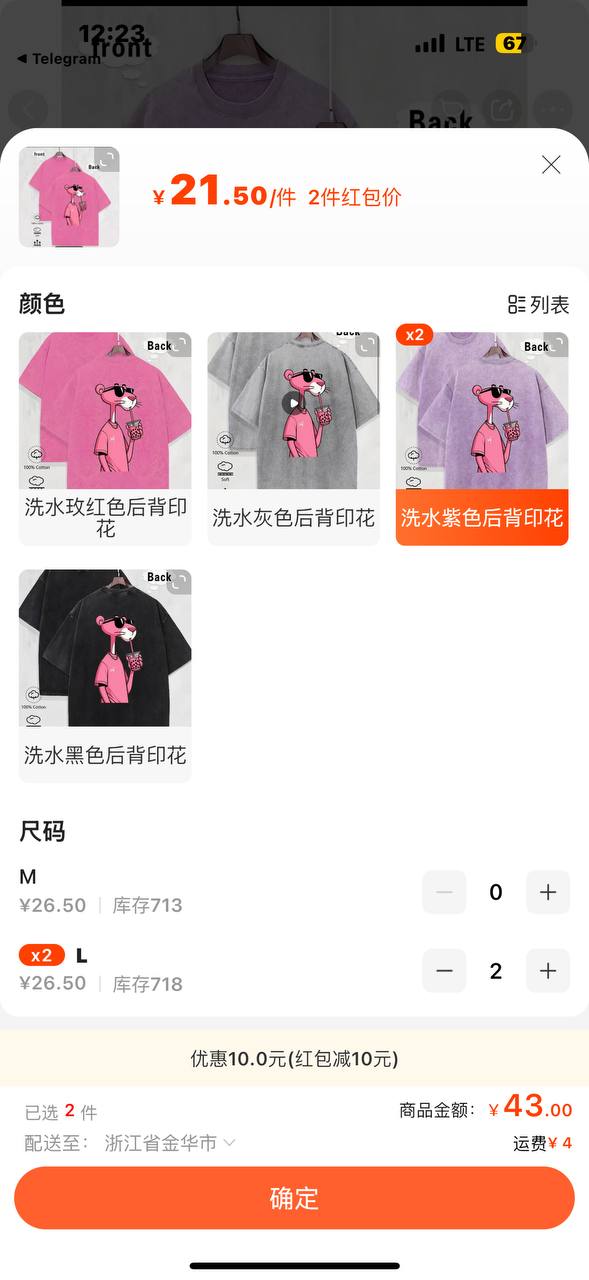 12:23
front
LTE
67
◀ Telegram
Back
front
Back
¥21.50/件 2件红包价
颜色
列表
Back
100% Cotton
洗水玫红色后背印花
Back
100% Cotton
Soft
洗水灰色后背印花
x2
Back
100% Cotton
洗水紫色后背印花
Back
100% Cotton
洗水黑色后背印花
尺码
M
¥26.50 | 库存713
0
x2 L
¥26.50 | 库存718
2
优惠10.0元(红包减10元)
已选 2 件
商品金额: ¥43.00
配送至: 浙江省金华市
运费¥4
确定